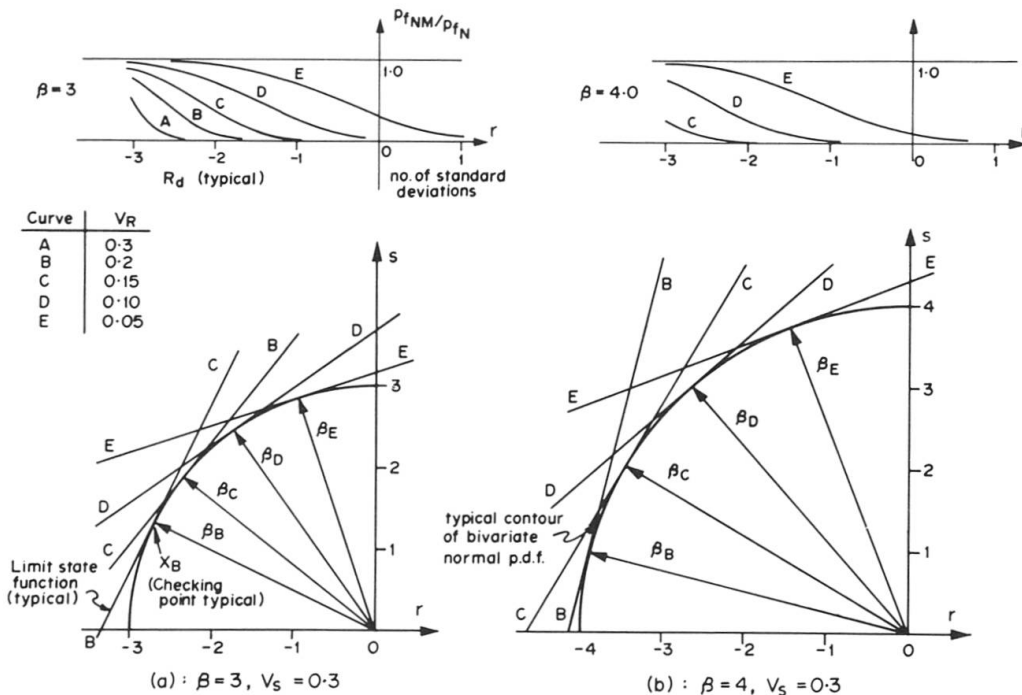 PfNM/PfN
β = 3
1.0
A
B
C
D
E
r
-3
-2
-1
0
1
R_d (typical)
no. of standard
deviations
β = 4·0
1.0
C
D
E
-3
-2
-1
0
1
Curve V_R
A 0·3
B 0·2
C 0·15
D 0·10
E 0·05
s
D
B
C
E
3
E
β_E
β_D
2
D
β_C
C
β_B
1
X_B
(Checking
point typical)
Limit state
function
(typical)
r
B
-3
-2
-1
0
(a): β = 3, V_S = 0·3
s
E
B
C
D
4
β_E
E
3
β_D
D
β_C
2
typical contour
of bivariate
normal p.d.f.
β_B
1
r
C
B
-4
-3
-2
-1
0
(b): β = 4, V_S = 0·3